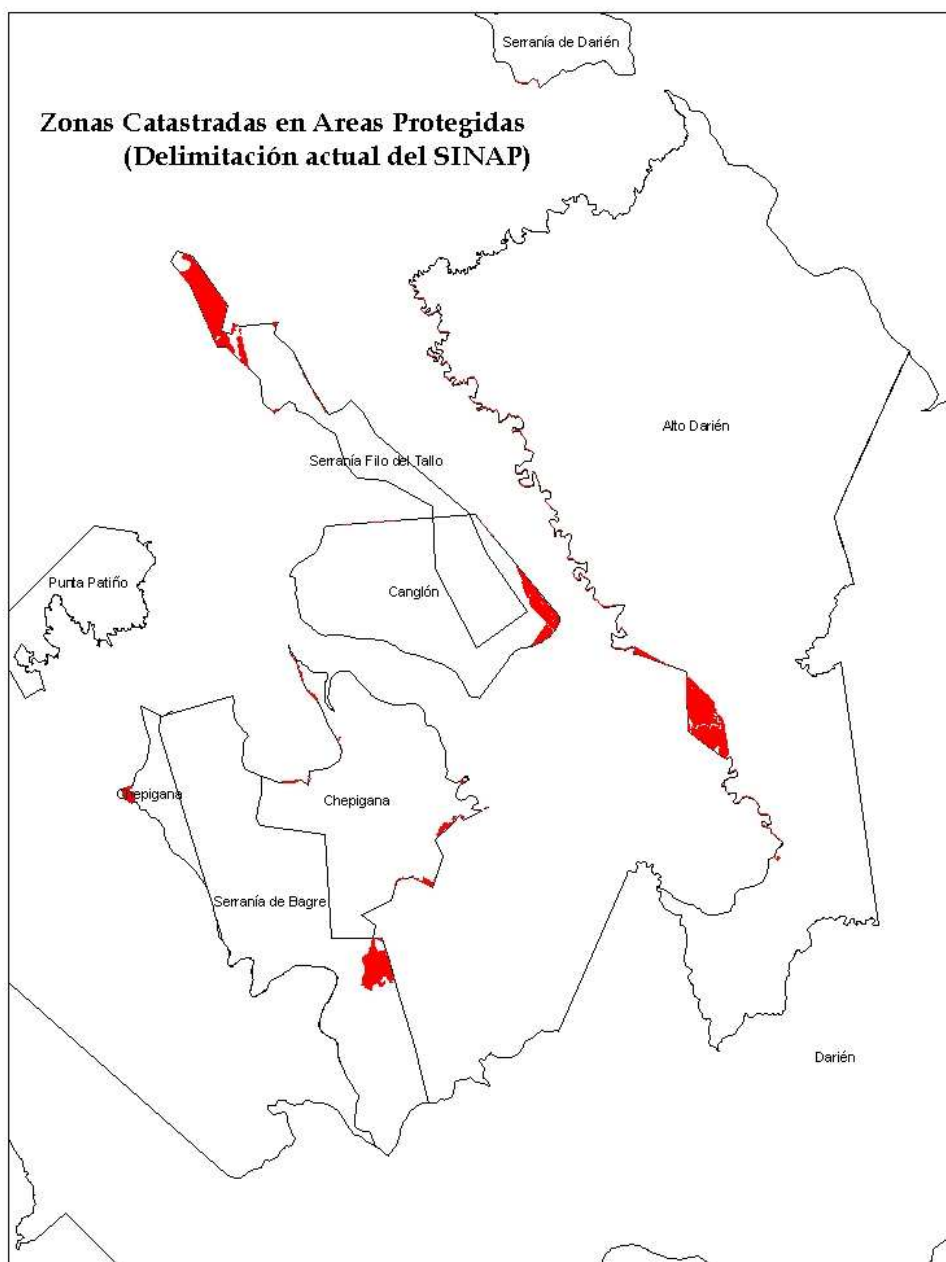 Serranía de Darién
Zonas Catastradas en Areas Protegidas
(Delimitación actual del SINAP)
Alto Darién
Serranía Filo del Tallo
Punta Patiño
Canglón
Chepigana
Chepigana
Serranía de Bagre
Darién